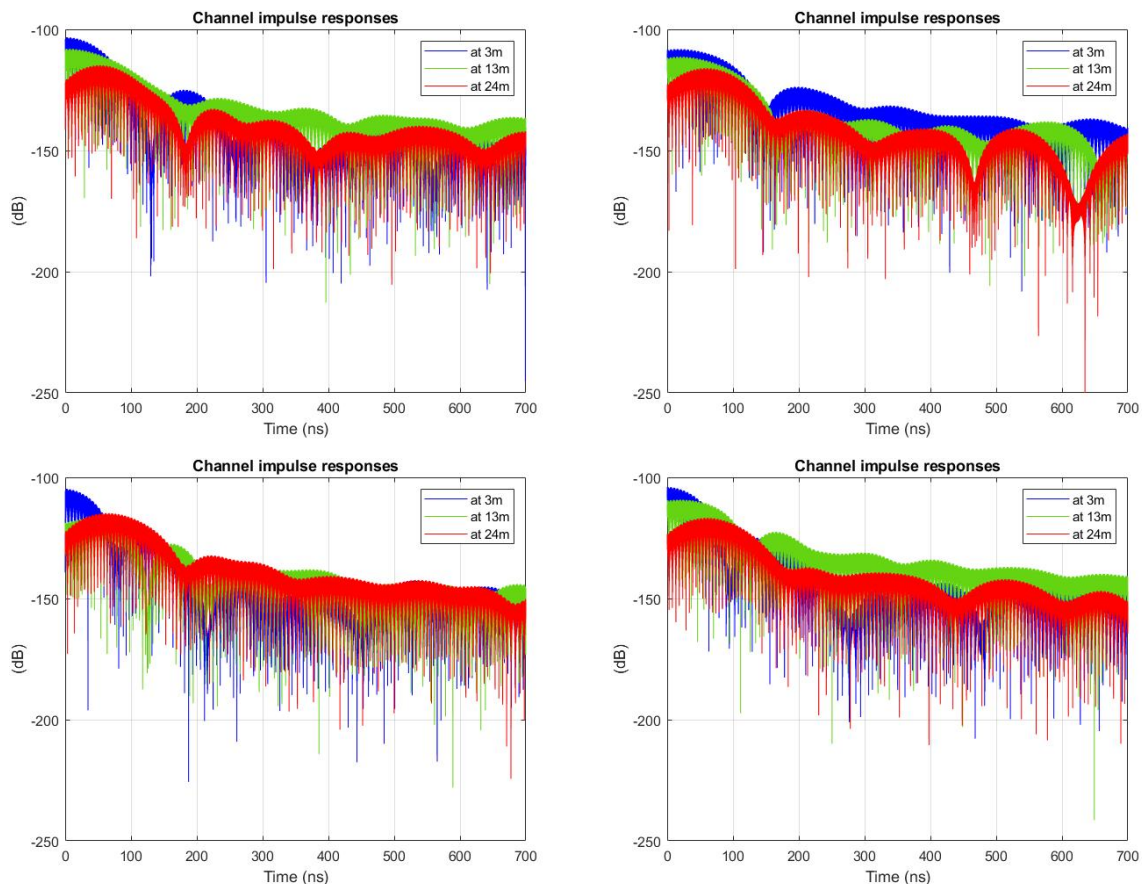 Channel impulse responses
-100
-150
-200
-250
(dB)
0 100 200 300 400 500 600 700
Time (ns)
at 3m
at 13m
at 24m
Channel impulse responses
-100
-150
-200
-250
(dB)
0 100 200 300 400 500 600 700
Time (ns)
at 3m
at 13m
at 24m
Channel impulse responses
-100
-150
-200
-250
(dB)
0 100 200 300 400 500 600 700
Time (ns)
at 3m
at 13m
at 24m
Channel impulse responses
-100
-150
-200
-250
(dB)
0 100 200 300 400 500 600 700
Time (ns)
at 3m
at 13m
at 24m